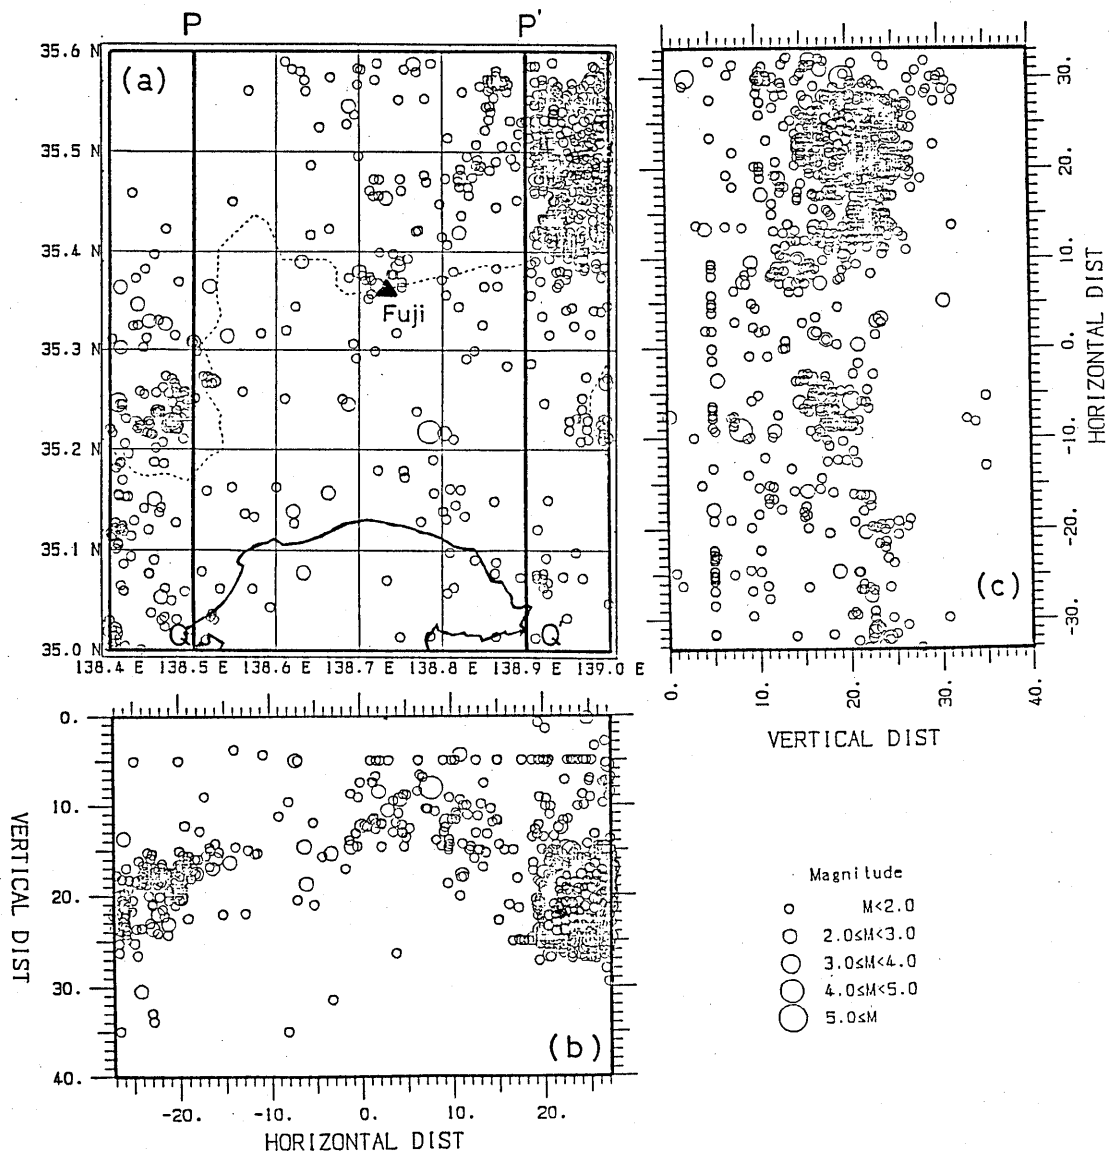 P P'
35.6 N
(a)
35.5 N
35.4 N
Fuji
35.3 N
35.2 N
35.1 N
35.0 N
Q Q'
138.4 E 138.5 E 138.6 E 138.7 E 138.8 E 138.9 E 139.0 E
30.
20.
10.
0.
-10.
-20.
-30.
HORIZONTAL DIST
(c)
0. 10. 20. 30. 40.
VERTICAL DIST
0.
10.
20.
30.
40.
VERTICAL DIST
(b)
-20. -10. 0. 10. 20.
HORIZONTAL DIST
Magnitude
M<2.0
2.0≤M<3.0
3.0≤M<4.0
4.0≤M<5.0
5.0≤M